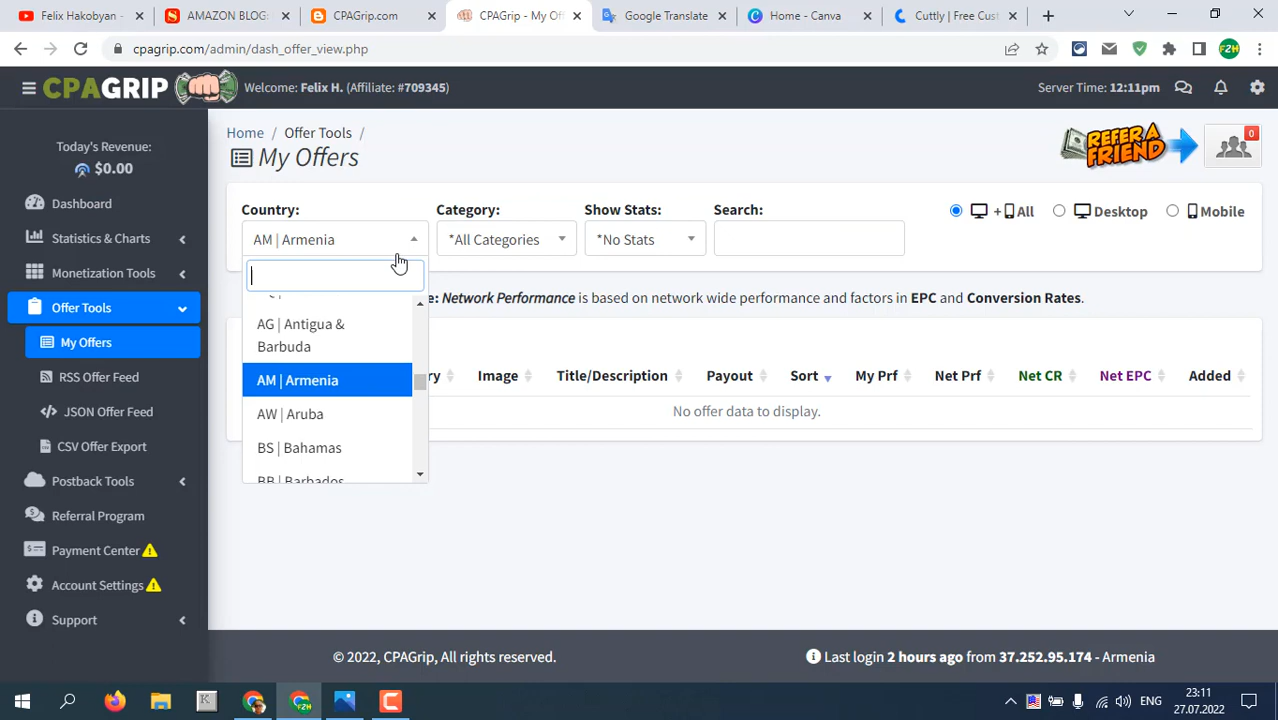 Felix Hakobyan
AMAZON BLOG
CPAGrip.com
CPAGrip - My Off
Google Translate
Home - Canva
Cuttly | Free Cust
cpagrip.com/admin/dash_offer_view.php
F2H
CPAGRIP
Welcome: Felix H. (Affiliate: #709345)
Server Time: 12:11pm
Today's Revenue:
$0.00
Dashboard
Statistics & Charts
Monetization Tools
Offer Tools
My Offers
RSS Offer Feed
JSON Offer Feed
CSV Offer Export
Postback Tools
Referral Program
Payment Center
Account Settings
Support
Home / Offer Tools /
My Offers
REFER A
FRIEND
0
Country:
Category:
Show Stats:
Search:
AM | Armenia
*All Categories
*No Stats
+ All
Desktop
Mobile
AG | Antigua &
Barbuda
AM | Armenia
AW | Aruba
BS | Bahamas
BB | Barbados
e: Network Performance is based on network wide performance and factors in EPC and Conversion Rates.
ry
Image
Title/Description
Payout
Sort
My Prf
Net Prf
Net CR
Net EPC
Added
No offer data to display.
© 2022, CPAGrip, All rights reserved.
Last login 2 hours ago from 37.252.95.174 - Armenia
K
F2H
ENG
23:11
27.07.2022